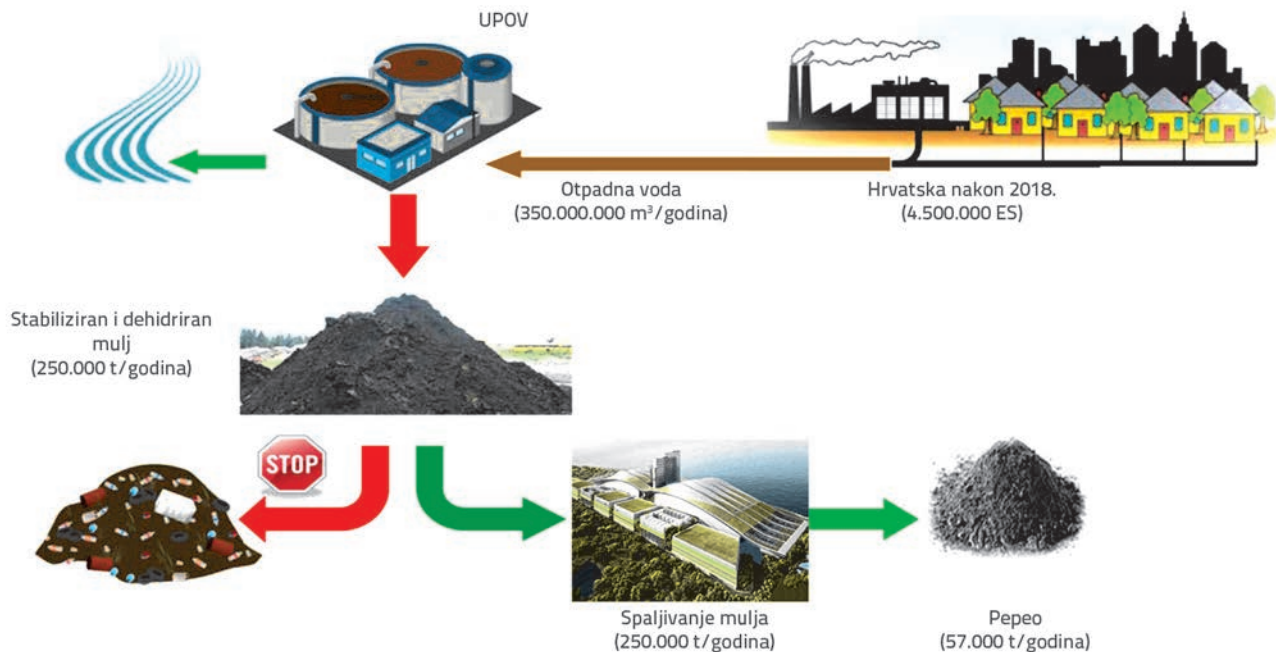 UPOV
Otpadna voda
(350.000.000 m³/godina)
Hrvatska nakon 2018.
(4.500.000 ES)
Stabiliziran i dehidriran
mulj
(250.000 t/godina)
STOP
Spaljivanje mulja
(250.000 t/godina)
Pepeo
(57.000 t/godina)